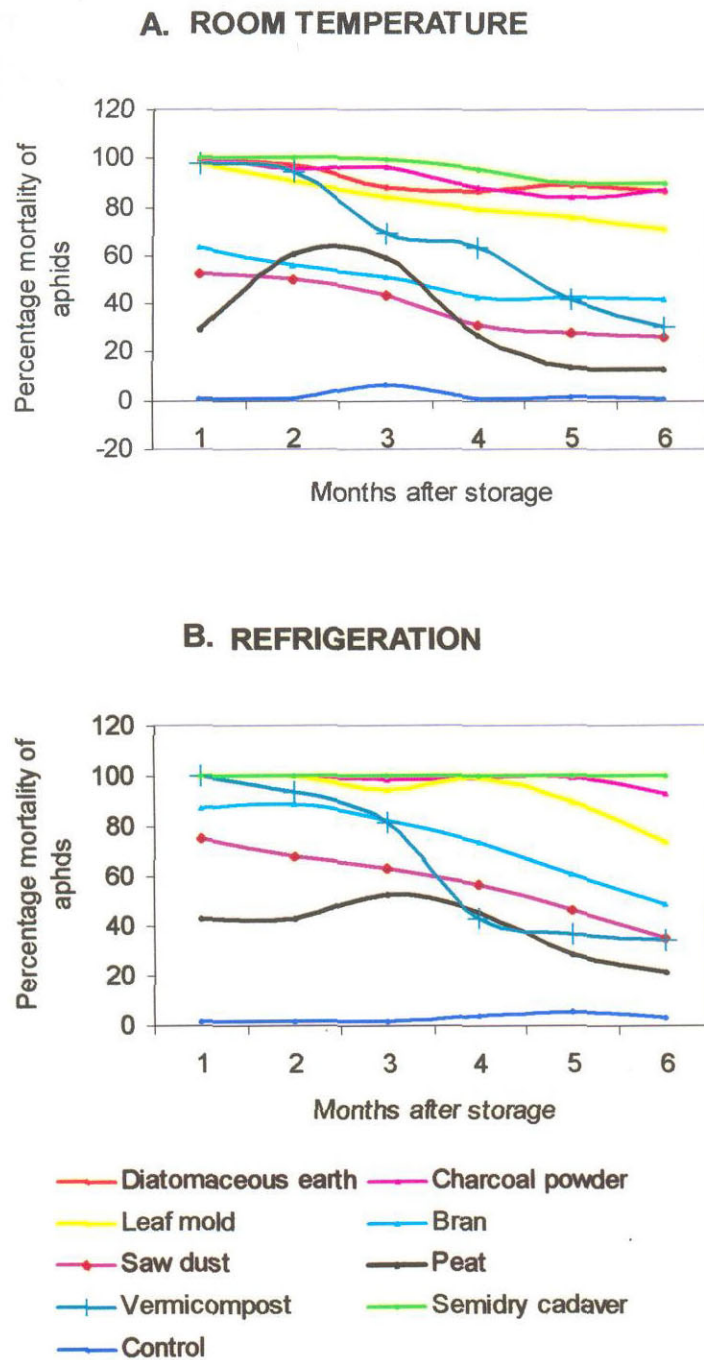 A. ROOM TEMPERATURE
Percentage mortality of
aphids
120
100
80
60
40
20
0
-20
1 2 3 4 5 6
Months after storage
B. REFRIGERATION
Percentage mortality of
aphds
120
100
80
60
40
20
0
1 2 3 4 5 6
Months after storage
Diatomaceous earth Charcoal powder
Leaf mold Bran
Saw dust Peat
Vermicompost Semidry cadaver
Control